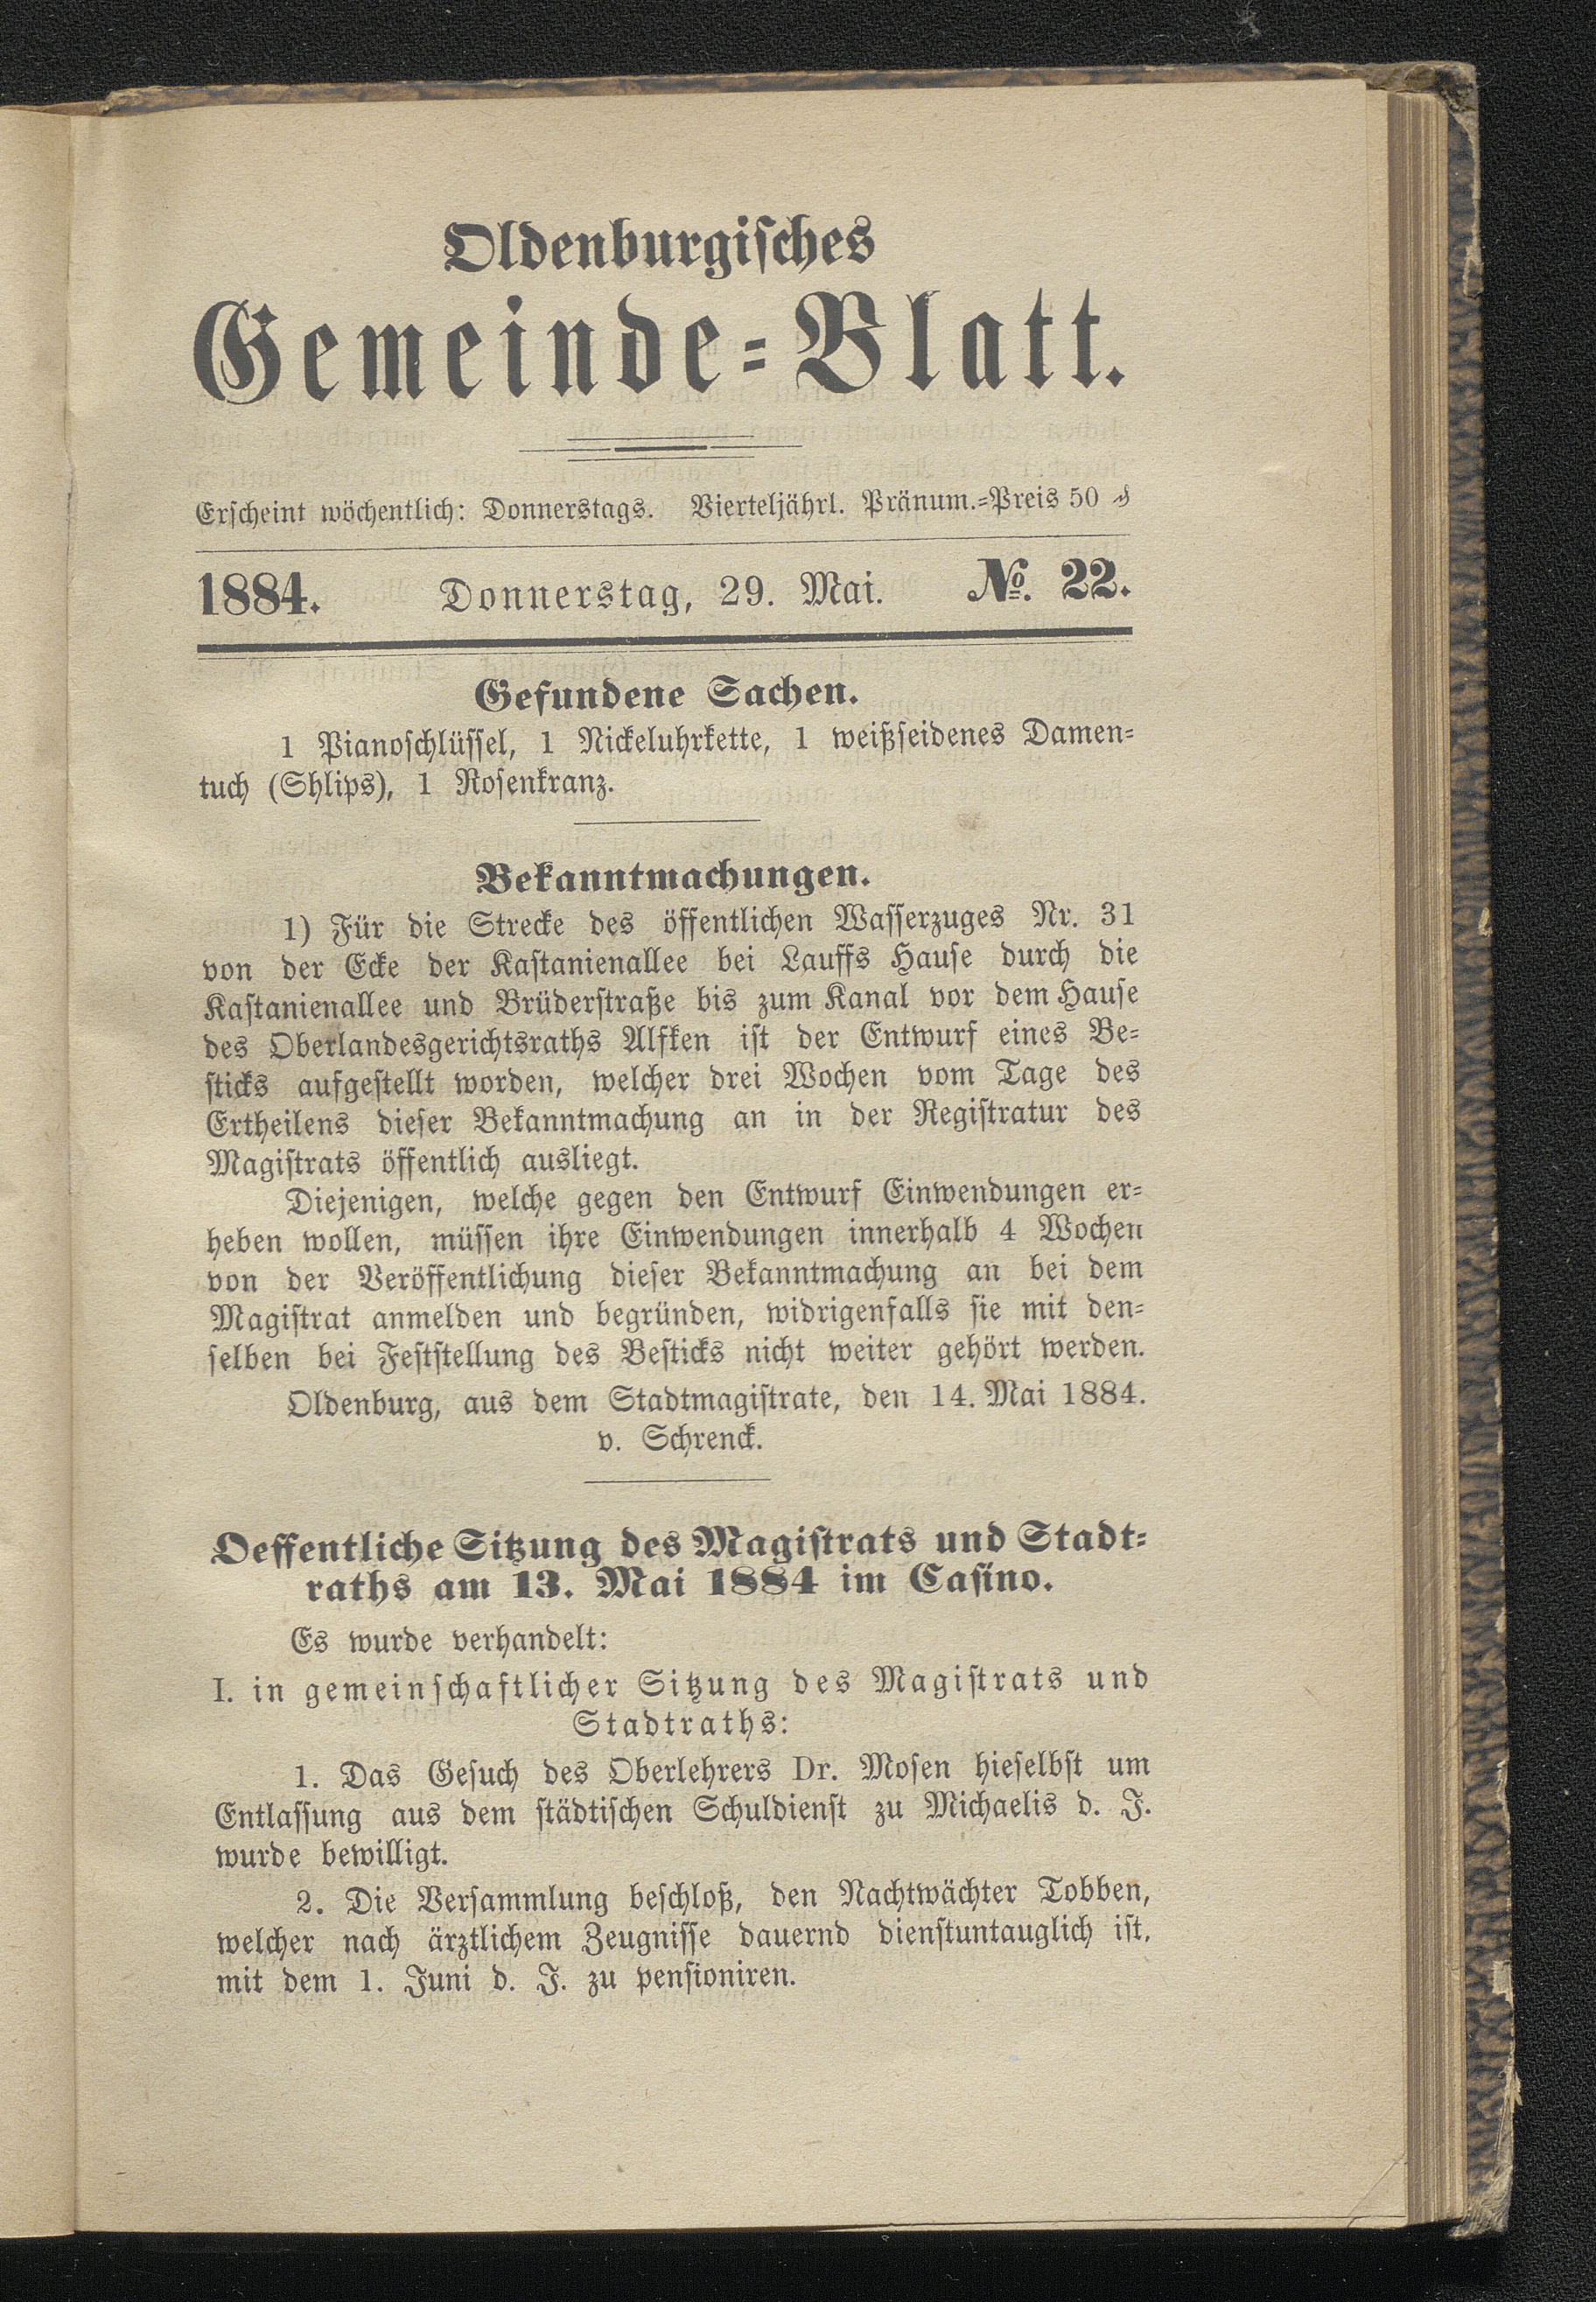 Oldenburgisches
Gemeinde-Blatt.
Erscheint wöchentlich: Donnerstags. Vierteljährl. Pränum.-Preis 50 ₰
1884. Donnerstag, 29. Mai. №. 22.
Gefundene Sachen.
1 Pianoschlüssel, 1 Nickeluhrkette, 1 weißseidenes Damen-
tuch (Shlips), 1 Rosenkranz.
Bekanntmachungen.
1) Für die Strecke des öffentlichen Wasserzuges Nr. 31
von der Ecke der Kastanienallee bei Lauffs Hause durch die
Kastanienallee und Brüderstraße bis zum Kanal vor dem Hause
des Oberlandesgerichtsraths Alfken ist der Entwurf eines Be-
sticks aufgestellt worden, welcher drei Wochen vom Tage des
Ertheilens dieser Bekanntmachung an in der Registratur des
Magistrats öffentlich ausliegt.
Diejenigen, welche gegen den Entwurf Einwendungen er-
heben wollen, müssen ihre Einwendungen innerhalb 4 Wochen
von der Veröffentlichung dieser Bekanntmachung an bei dem
Magistrat anmelden und begründen, widrigenfalls sie mit den-
selben bei Feststellung des Besticks nicht weiter gehört werden.
Oldenburg, aus dem Stadtmagistrate, den 14. Mai 1884.
v. Schrenck.
Oeffentliche Sitzung des Magistrats und Stadt-
raths am 13. Mai 1884 im Casino.
Es wurde verhandelt:
I. in gemeinschaftlicher Sitzung des Magistrats und
Stadtraths:
1. Das Gesuch des Oberlehrers Dr. Mosen hieselbst um
Entlassung aus dem städtischen Schuldienst zu Michaelis d. J.
wurde bewilligt.
2. Die Versammlung beschloß, den Nachtwächter Tobben,
welcher nach ärztlichem Zeugnisse dauernd dienstuntauglich ist,
mit dem 1. Juni d. J. zu pensioniren.